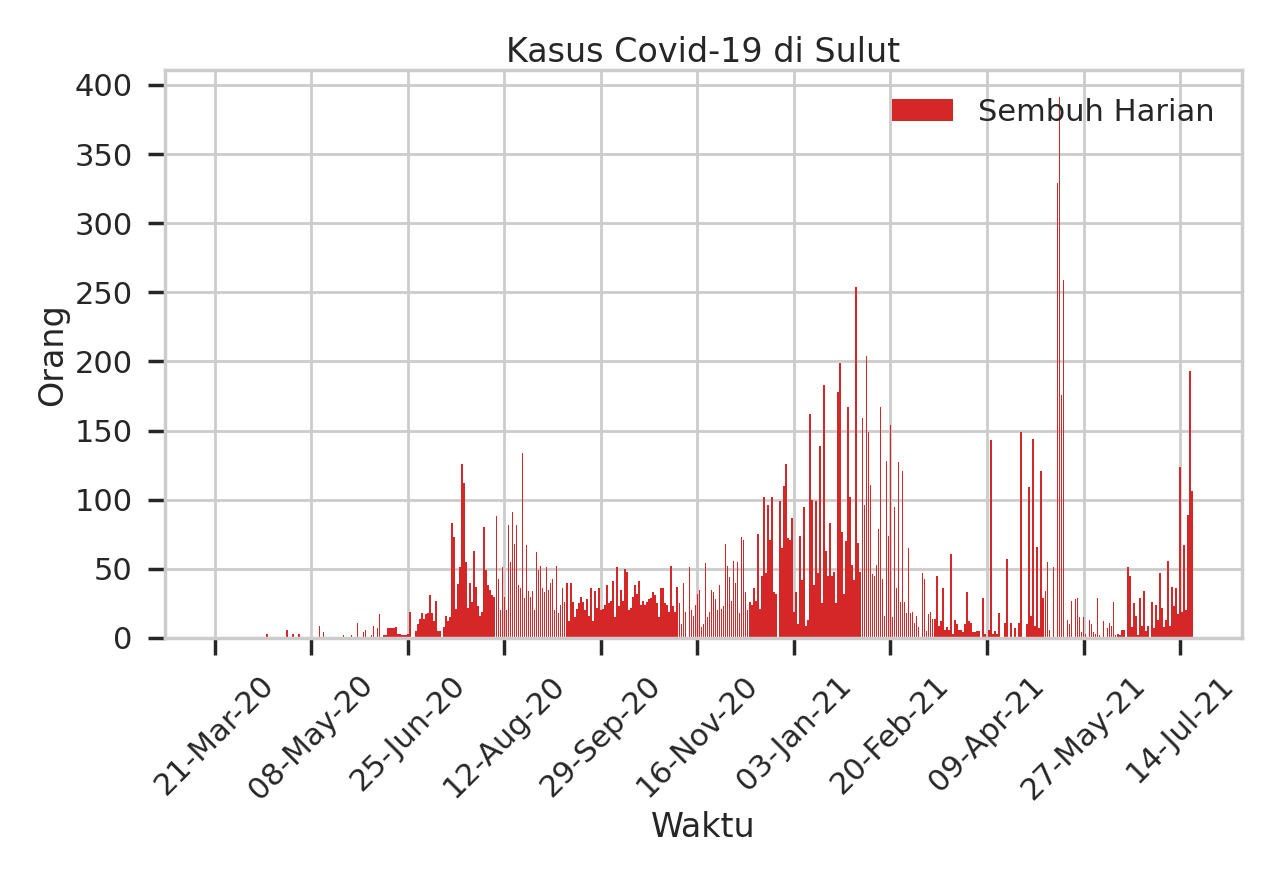 Kasus Covid-19 di Sulut
Sembuh Harian
Orang
400
350
300
250
200
150
100
50
0
21-Mar-20
08-May-20
25-Jun-20
12-Aug-20
29-Sep-20
16-Nov-20
03-Jan-21
20-Feb-21
09-Apr-21
27-May-21
14-Jul-21
Waktu